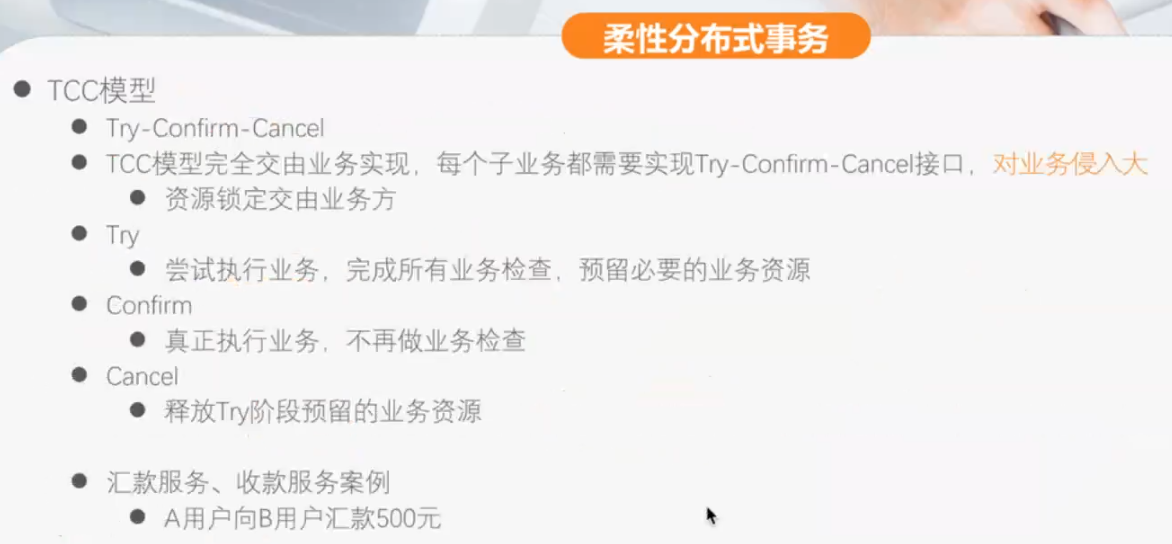 柔性分布式事务
TCC模型
Try-Confirm-Cancel
TCC模型完全交由业务实现，每个子业务都需要实现Try-Confirm-Cancel接口，对业务侵入大
资源锁定交由业务方
Try
尝试执行业务，完成所有业务检查，预留必要的业务资源
Confirm
真正执行业务，不再做业务检查
Cancel
释放Try阶段预留的业务资源
汇款服务、收款服务案例
A用户向B用户汇款500元